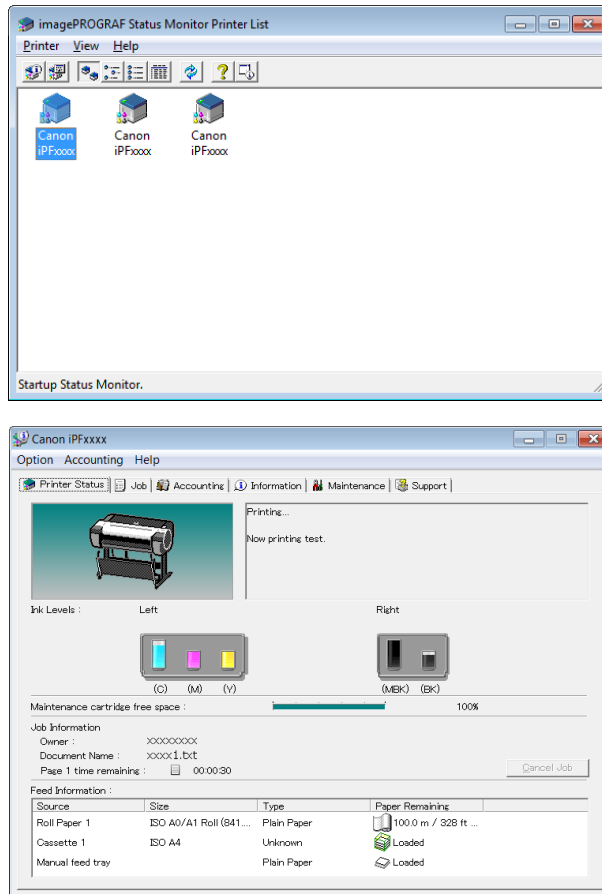 imagePROGRAF Status Monitor Printer List
Printer View Help
Canon iPFxxxx
Canon iPFxxxx
Canon iPFxxxx
Startup Status Monitor.
Canon iPFxxxx
Option Accounting Help
Printer Status Job Accounting Information Maintenance Support
Printing...
Now printing test.
Ink Levels : Left Right
(C) (M) (Y) (MBK) (BK)
Maintenance cartridge free space : 100%
Job Information
Owner : XXXXXXXX
Document Name : xxxx1.txt
Page 1 time remaining : 00:00:30
Cancel Job
Feed Information :
Source Size Type Paper Remaining
Roll Paper 1 ISO A0/A1 Roll (841.... Plain Paper 100.0 m / 328 ft ...
Cassette 1 ISO A4 Unknown Loaded
Manual feed tray Plain Paper Loaded